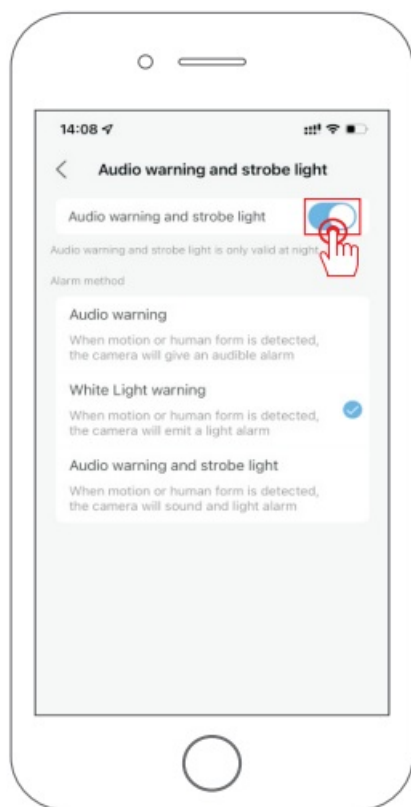 14:08
Audio warning and strobe light
Audio warning and strobe light
Audio warning and strobe light is only valid at night
Alarm method
Audio warning
When motion or human form is detected,
the camera will give an audible alarm
White Light warning
When motion or human form is detected,
the camera will emit a light alarm
Audio warning and strobe light
When motion or human form is detected,
the camera will sound and light alarm